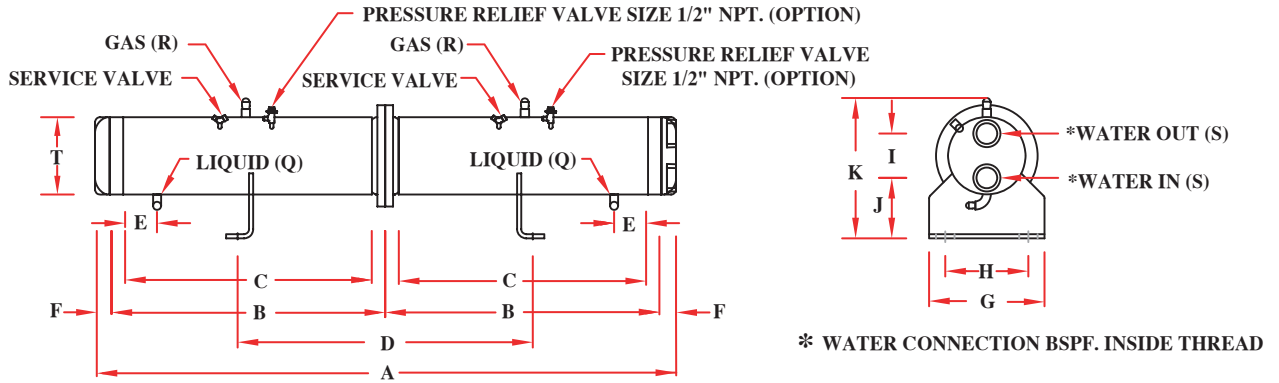 PRESSURE RELIEF VALVE SIZE 1/2" NPT. (OPTION)
GAS (R)
SERVICE VALVE
GAS (R)
SERVICE VALVE
PRESSURE RELIEF VALVE
SIZE 1/2" NPT. (OPTION)
T
LIQUID (Q)
LIQUID (Q)
E
E
C
C
F
B
B
F
D
A
K
I
J
*WATER OUT (S)
*WATER IN (S)
H
G
* WATER CONNECTION BSPF. INSIDE THREAD